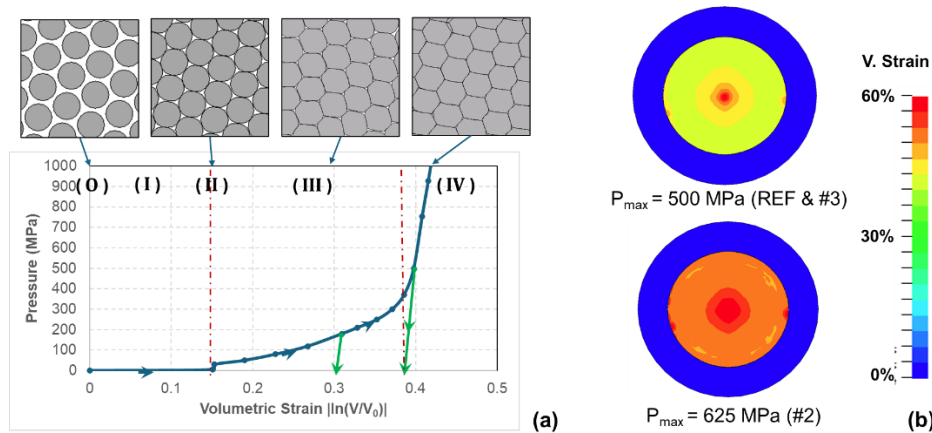 1000
900
800
700
600
500
400
300
200
100
0
Pressure (MPa)
( O )
( I )
( II )
( III )
( IV )
0
0.1
0.2
0.3
0.4
0.5
Volumetric Strain |ln(V/V₀)|
(a)
V. Strain
60%
30%
0%
Pmax = 500 MPa (REF & #3)
Pmax = 625 MPa (#2)
(b)